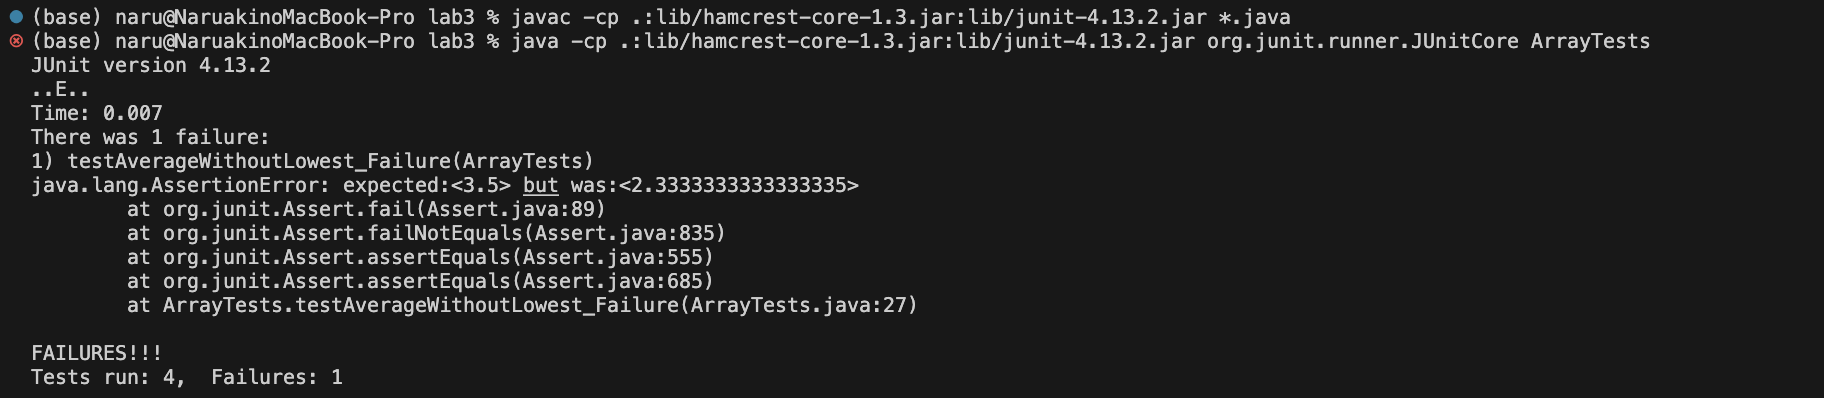 (base) naru@NaruakinoMacBook-Pro lab3 % javac -cp .:lib/hamcrest-core-1.3.jar:lib/junit-4.13.2.jar *.java
(base) naru@NaruakinoMacBook-Pro lab3 % java -cp .:lib/hamcrest-core-1.3.jar:lib/junit-4.13.2.jar org.junit.runner.JUnitCore ArrayTests
JUnit version 4.13.2
..E..
Time: 0.007
There was 1 failure:
1) testAverageWithoutLowest_Failure(ArrayTests)
java.lang.AssertionError: expected:<3.5> but was:<2.3333333333333335>
        at org.junit.Assert.fail(Assert.java:89)
        at org.junit.Assert.failNotEquals(Assert.java:835)
        at org.junit.Assert.assertEquals(Assert.java:555)
        at org.junit.Assert.assertEquals(Assert.java:685)
        at ArrayTests.testAverageWithoutLowest_Failure(ArrayTests.java:27)
FAILURES!!!
Tests run: 4,  Failures: 1